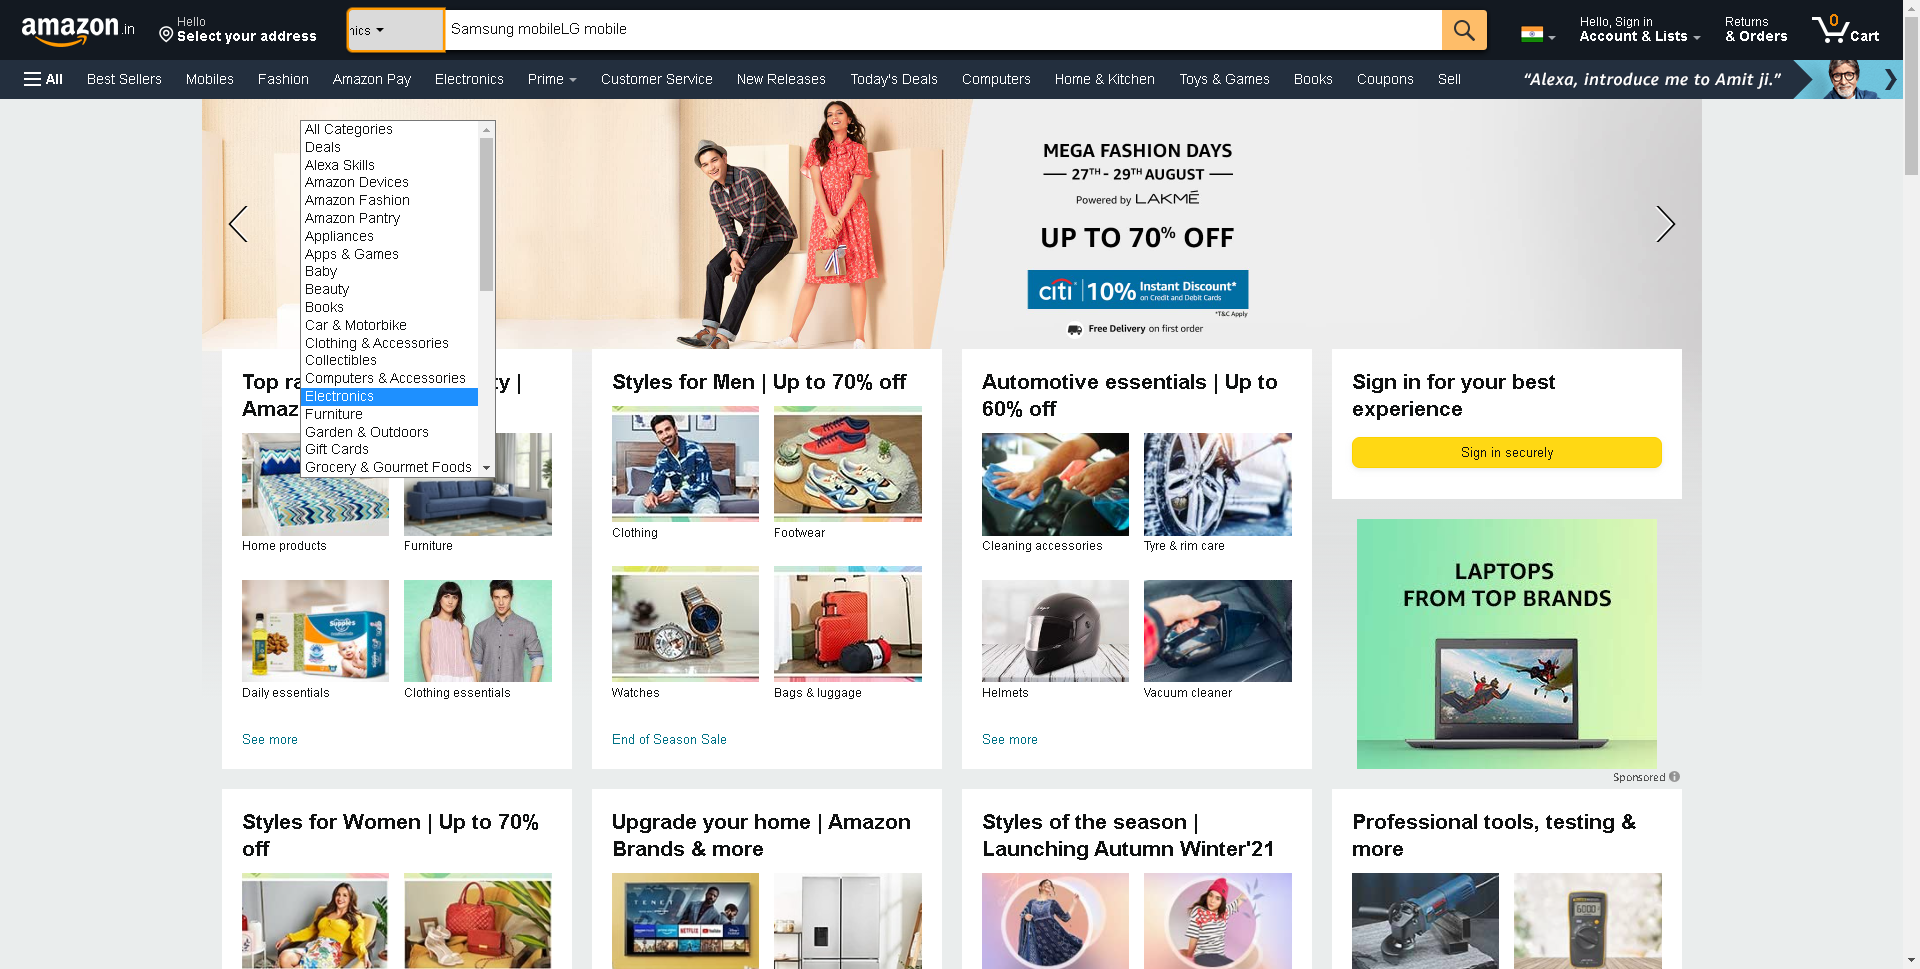 amazon.in
Hello
Select your address
nics
Samsung mobileLG mobile
Hello, Sign in
Account & Lists
Returns
& Orders
0
Cart
All
Best Sellers
Mobiles
Fashion
Amazon Pay
Electronics
Prime
Customer Service
New Releases
Today's Deals
Computers
Home & Kitchen
Toys & Games
Books
Coupons
Sell
“Alexa, introduce me to Amit ji.”
All Categories
Deals
Alexa Skills
Amazon Devices
Amazon Fashion
Amazon Pantry
Appliances
Apps & Games
Baby
Beauty
Books
Car & Motorbike
Clothing & Accessories
Collectibles
Computers & Accessories
Electronics
Furniture
Garden & Outdoors
Gift Cards
Grocery & Gourmet Foods
MEGA FASHION DAYS
27TH - 29TH AUGUST
Powered by LAKMÉ
UP TO 70% OFF
citi 10% Instant Discount*
on Credit and Debit Cards
*T&C Apply
Free Delivery on first order
Top ra
ty |
Amaz
Home products
Furniture
Supples
Daily essentials
Clothing essentials
See more
Styles for Men | Up to 70% off
Clothing
Footwear
Watches
Bags & luggage
End of Season Sale
Automotive essentials | Up to
60% off
Cleaning accessories
Tyre & rim care
Helmets
Vacuum cleaner
See more
Sign in for your best
experience
Sign in securely
LAPTOPS
FROM TOP BRANDS
Sponsored
Styles for Women | Up to 70%
off
Upgrade your home | Amazon
Brands & more
TENET
NETFLIX
YouTube
Styles of the season |
Launching Autumn Winter'21
Professional tools, testing &
more
6000